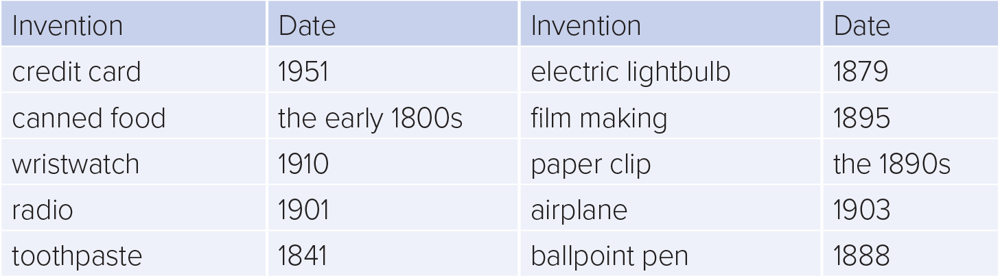 Invention Date Invention Date
credit card 1951 electric lightbulb 1879
canned food the early 1800s film making 1895
wristwatch 1910 paper clip the 1890s
radio 1901 airplane 1903
toothpaste 1841 ballpoint pen 1888